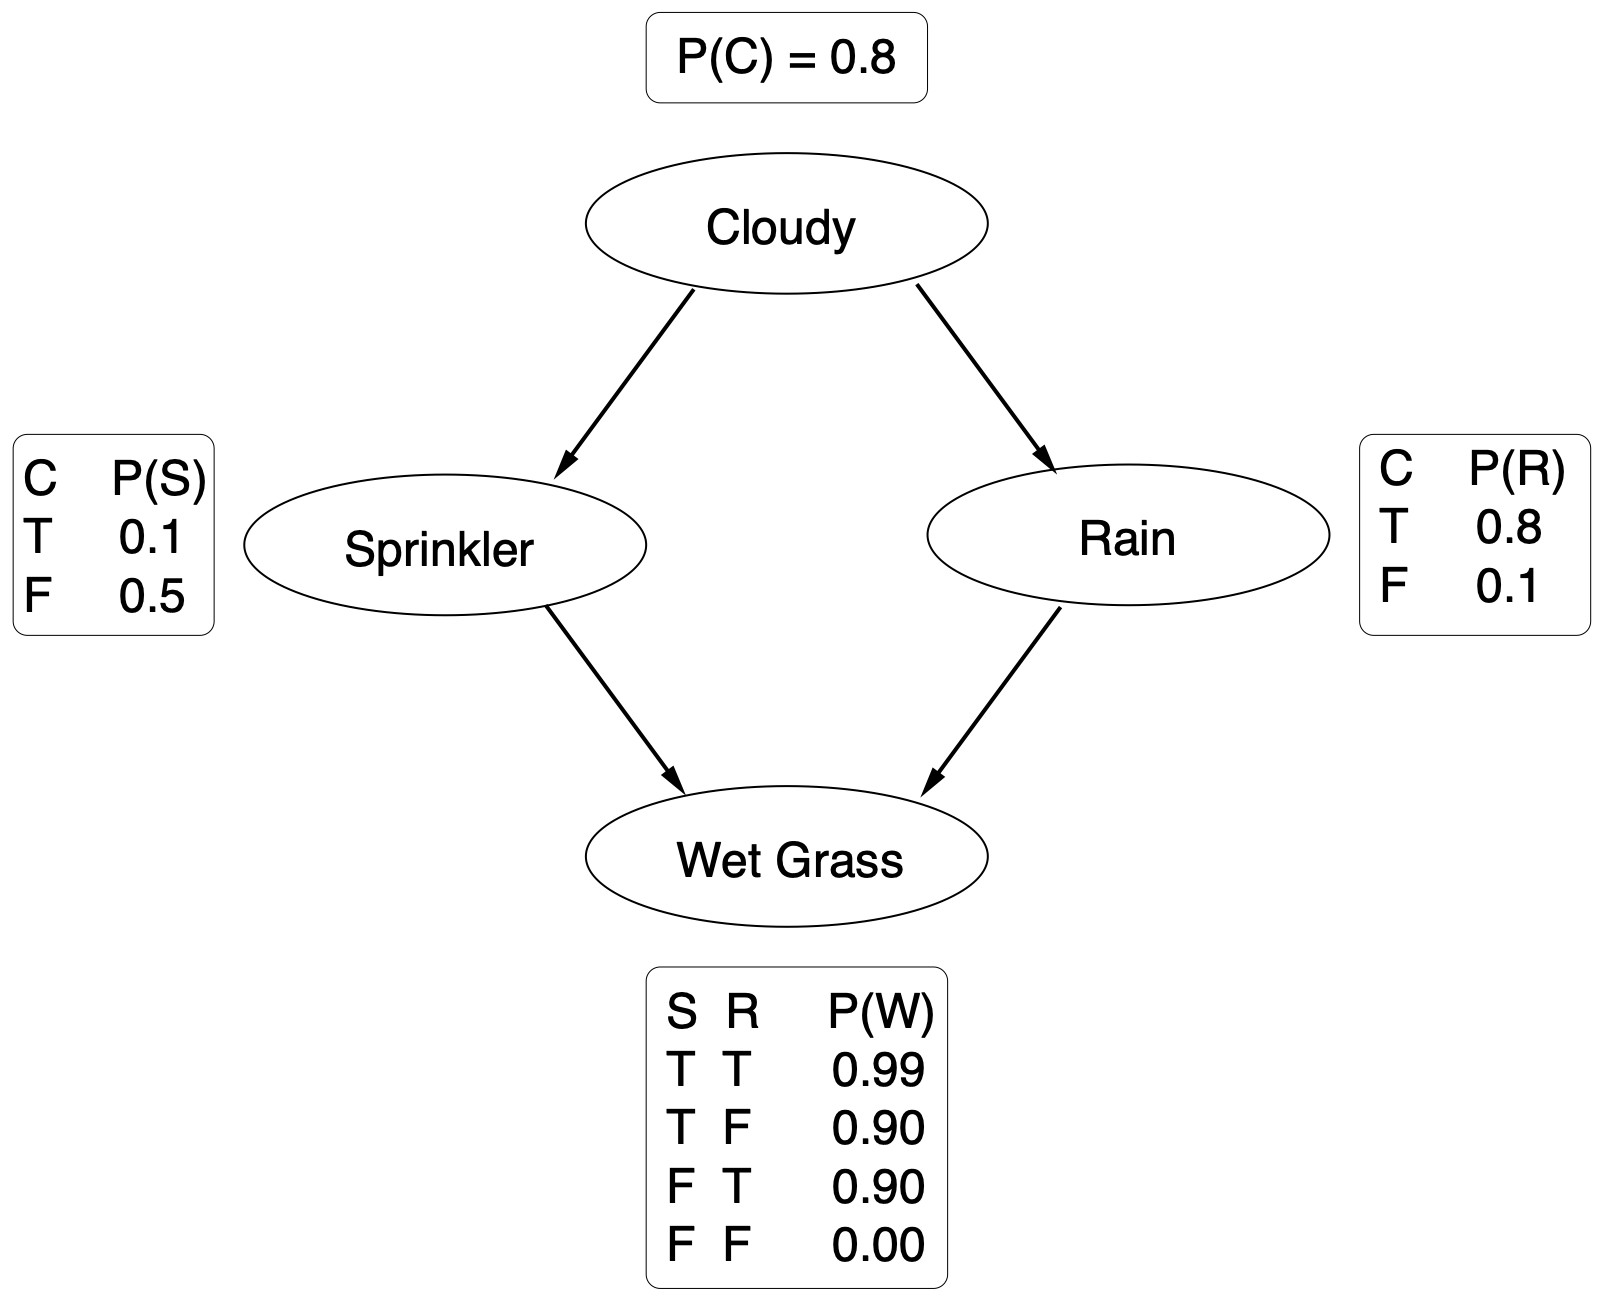 P(C) = 0.8
Cloudy
C P(S)
T 0.1
F 0.5
Sprinkler
Rain
C P(R)
T 0.8
F 0.1
Wet Grass
S R P(W)
T T 0.99
T F 0.90
F T 0.90
F F 0.00